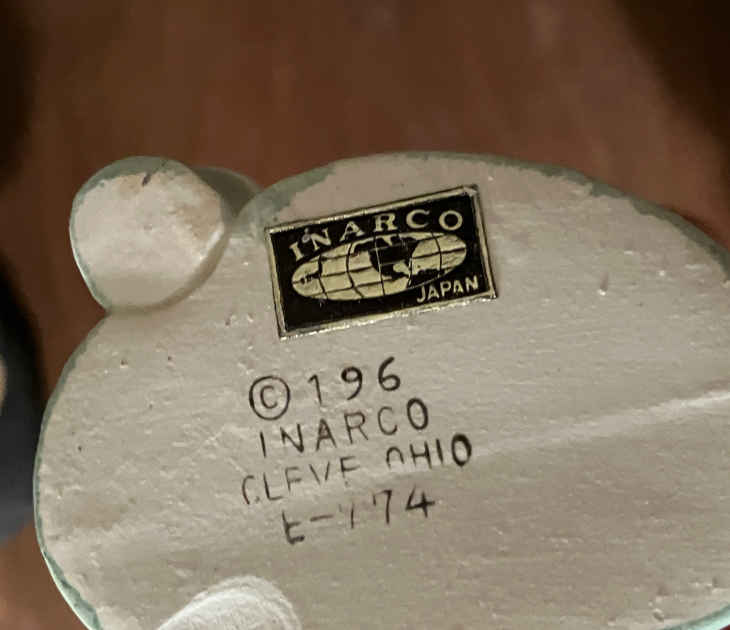 INARCO
JAPAN
© 196
INARCO
CLEVE OHIO
E-774